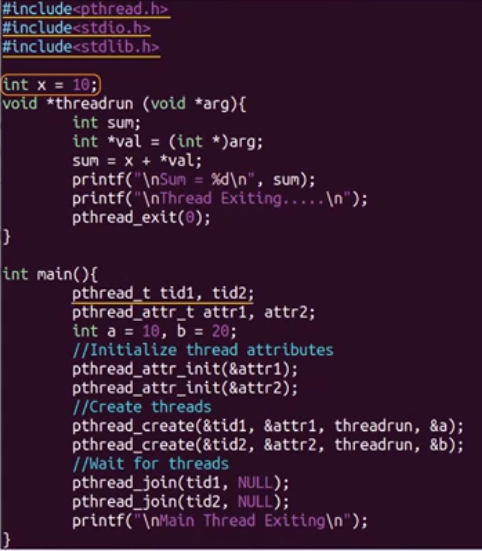 #include<pthread.h>
#include<stdio.h>
#include<stdlib.h>
int x = 10;
void *threadrun (void *arg){
int sum;
int *val = (int *)arg;
sum = x + *val;
printf("\nSum = %d\n", sum);
printf("\nThread Exiting.....\n");
pthread_exit(0);
}
int main(){
pthread_t tid1, tid2;
pthread_attr_t attr1, attr2;
int a = 10, b = 20;
//Initialize thread attributes
pthread_attr_init(&attr1);
pthread_attr_init(&attr2);
//Create threads
pthread_create(&tid1, &attr1, threadrun, &a);
pthread_create(&tid2, &attr2, threadrun, &b);
//Wait for threads
pthread_join(tid1, NULL);
pthread_join(tid2, NULL);
printf("\nMain Thread Exiting\n");
}